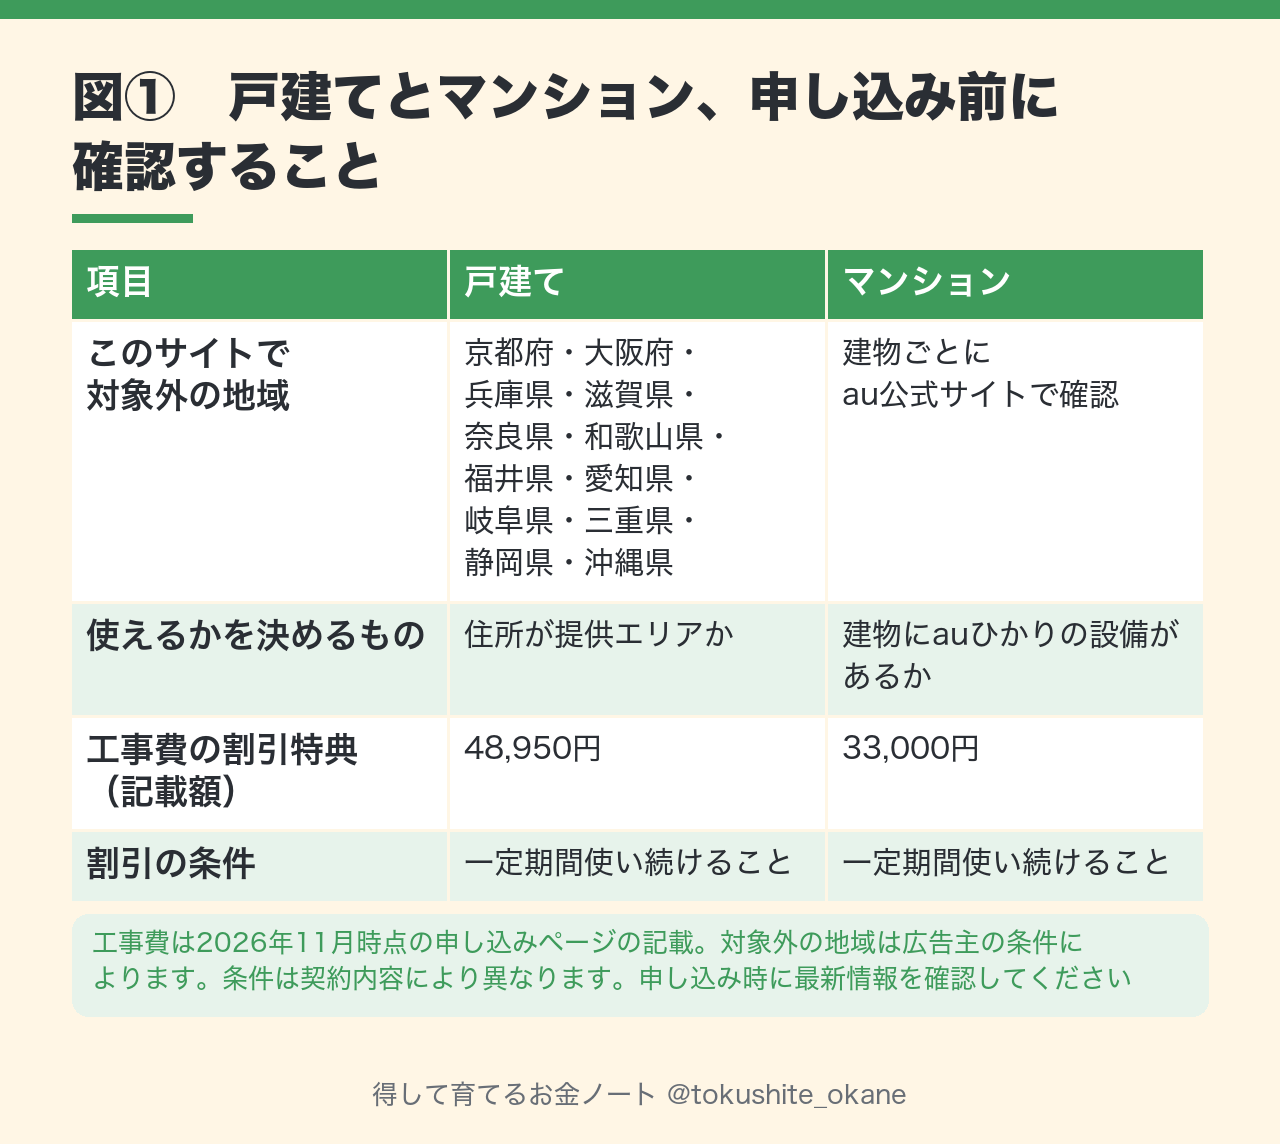 図①　戸建てとマンション、申し込み前に
確認すること
項目
戸建て
マンション
このサイトで
対象外の地域
京都府・大阪府・
兵庫県・滋賀県・
奈良県・和歌山県・
福井県・愛知県・
岐阜県・三重県・
静岡県・沖縄県
建物ごとに
au公式サイトで確認
使えるかを決めるもの
住所が提供エリアか
建物にauひかりの設備が
あるか
工事費の割引特典
（記載額）
48,950円
33,000円
割引の条件
一定期間使い続けること
一定期間使い続けること
工事費は2026年11月時点の申し込みページの記載。対象外の地域は広告主の条件に
よります。条件は契約内容により異なります。申し込み時に最新情報を確認してください
得して育てるお金ノート @tokushite_okane